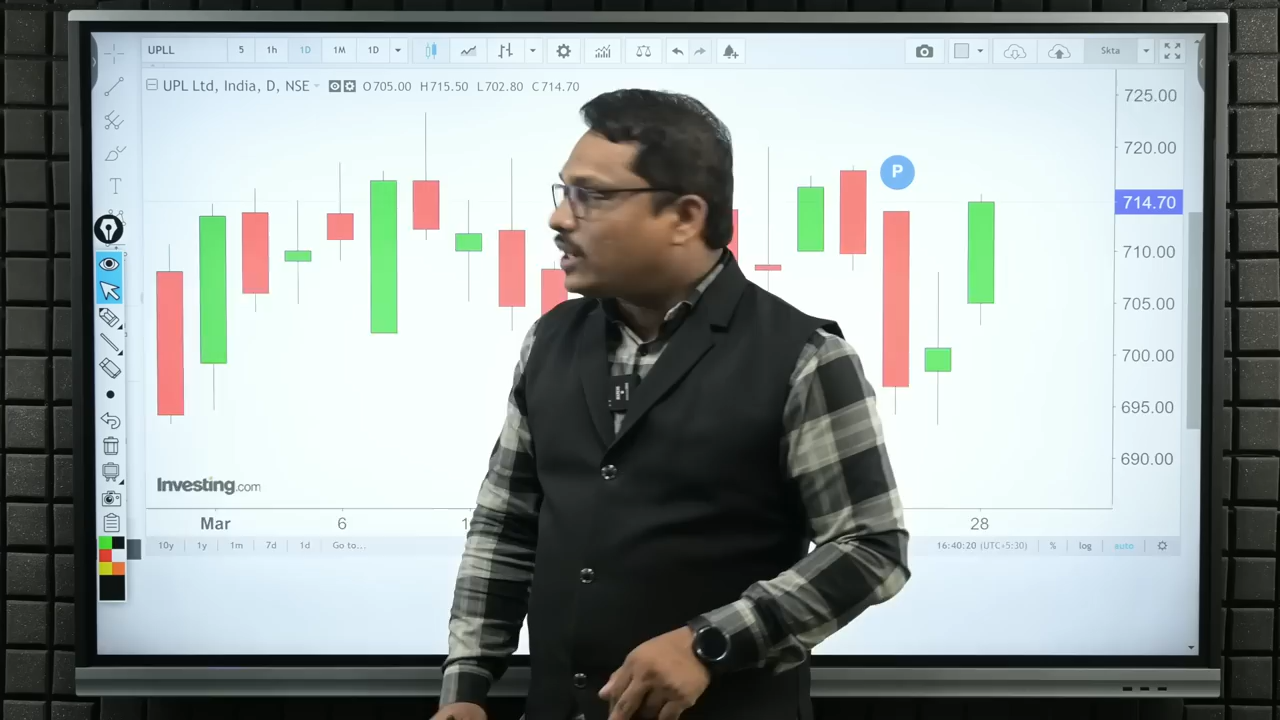 UPLL 5 1h 1D 1M 1D Skta
UPL Ltd, India, D, NSE O705.00 H715.50 L702.80 C714.70
725.00
720.00
P
714.70
710.00
705.00
700.00
695.00
690.00
T
Investing.com
Mar 6 28
10y 1y 1m 7d 1d Go to... 16:40:20 (UTC+5:30) % log auto